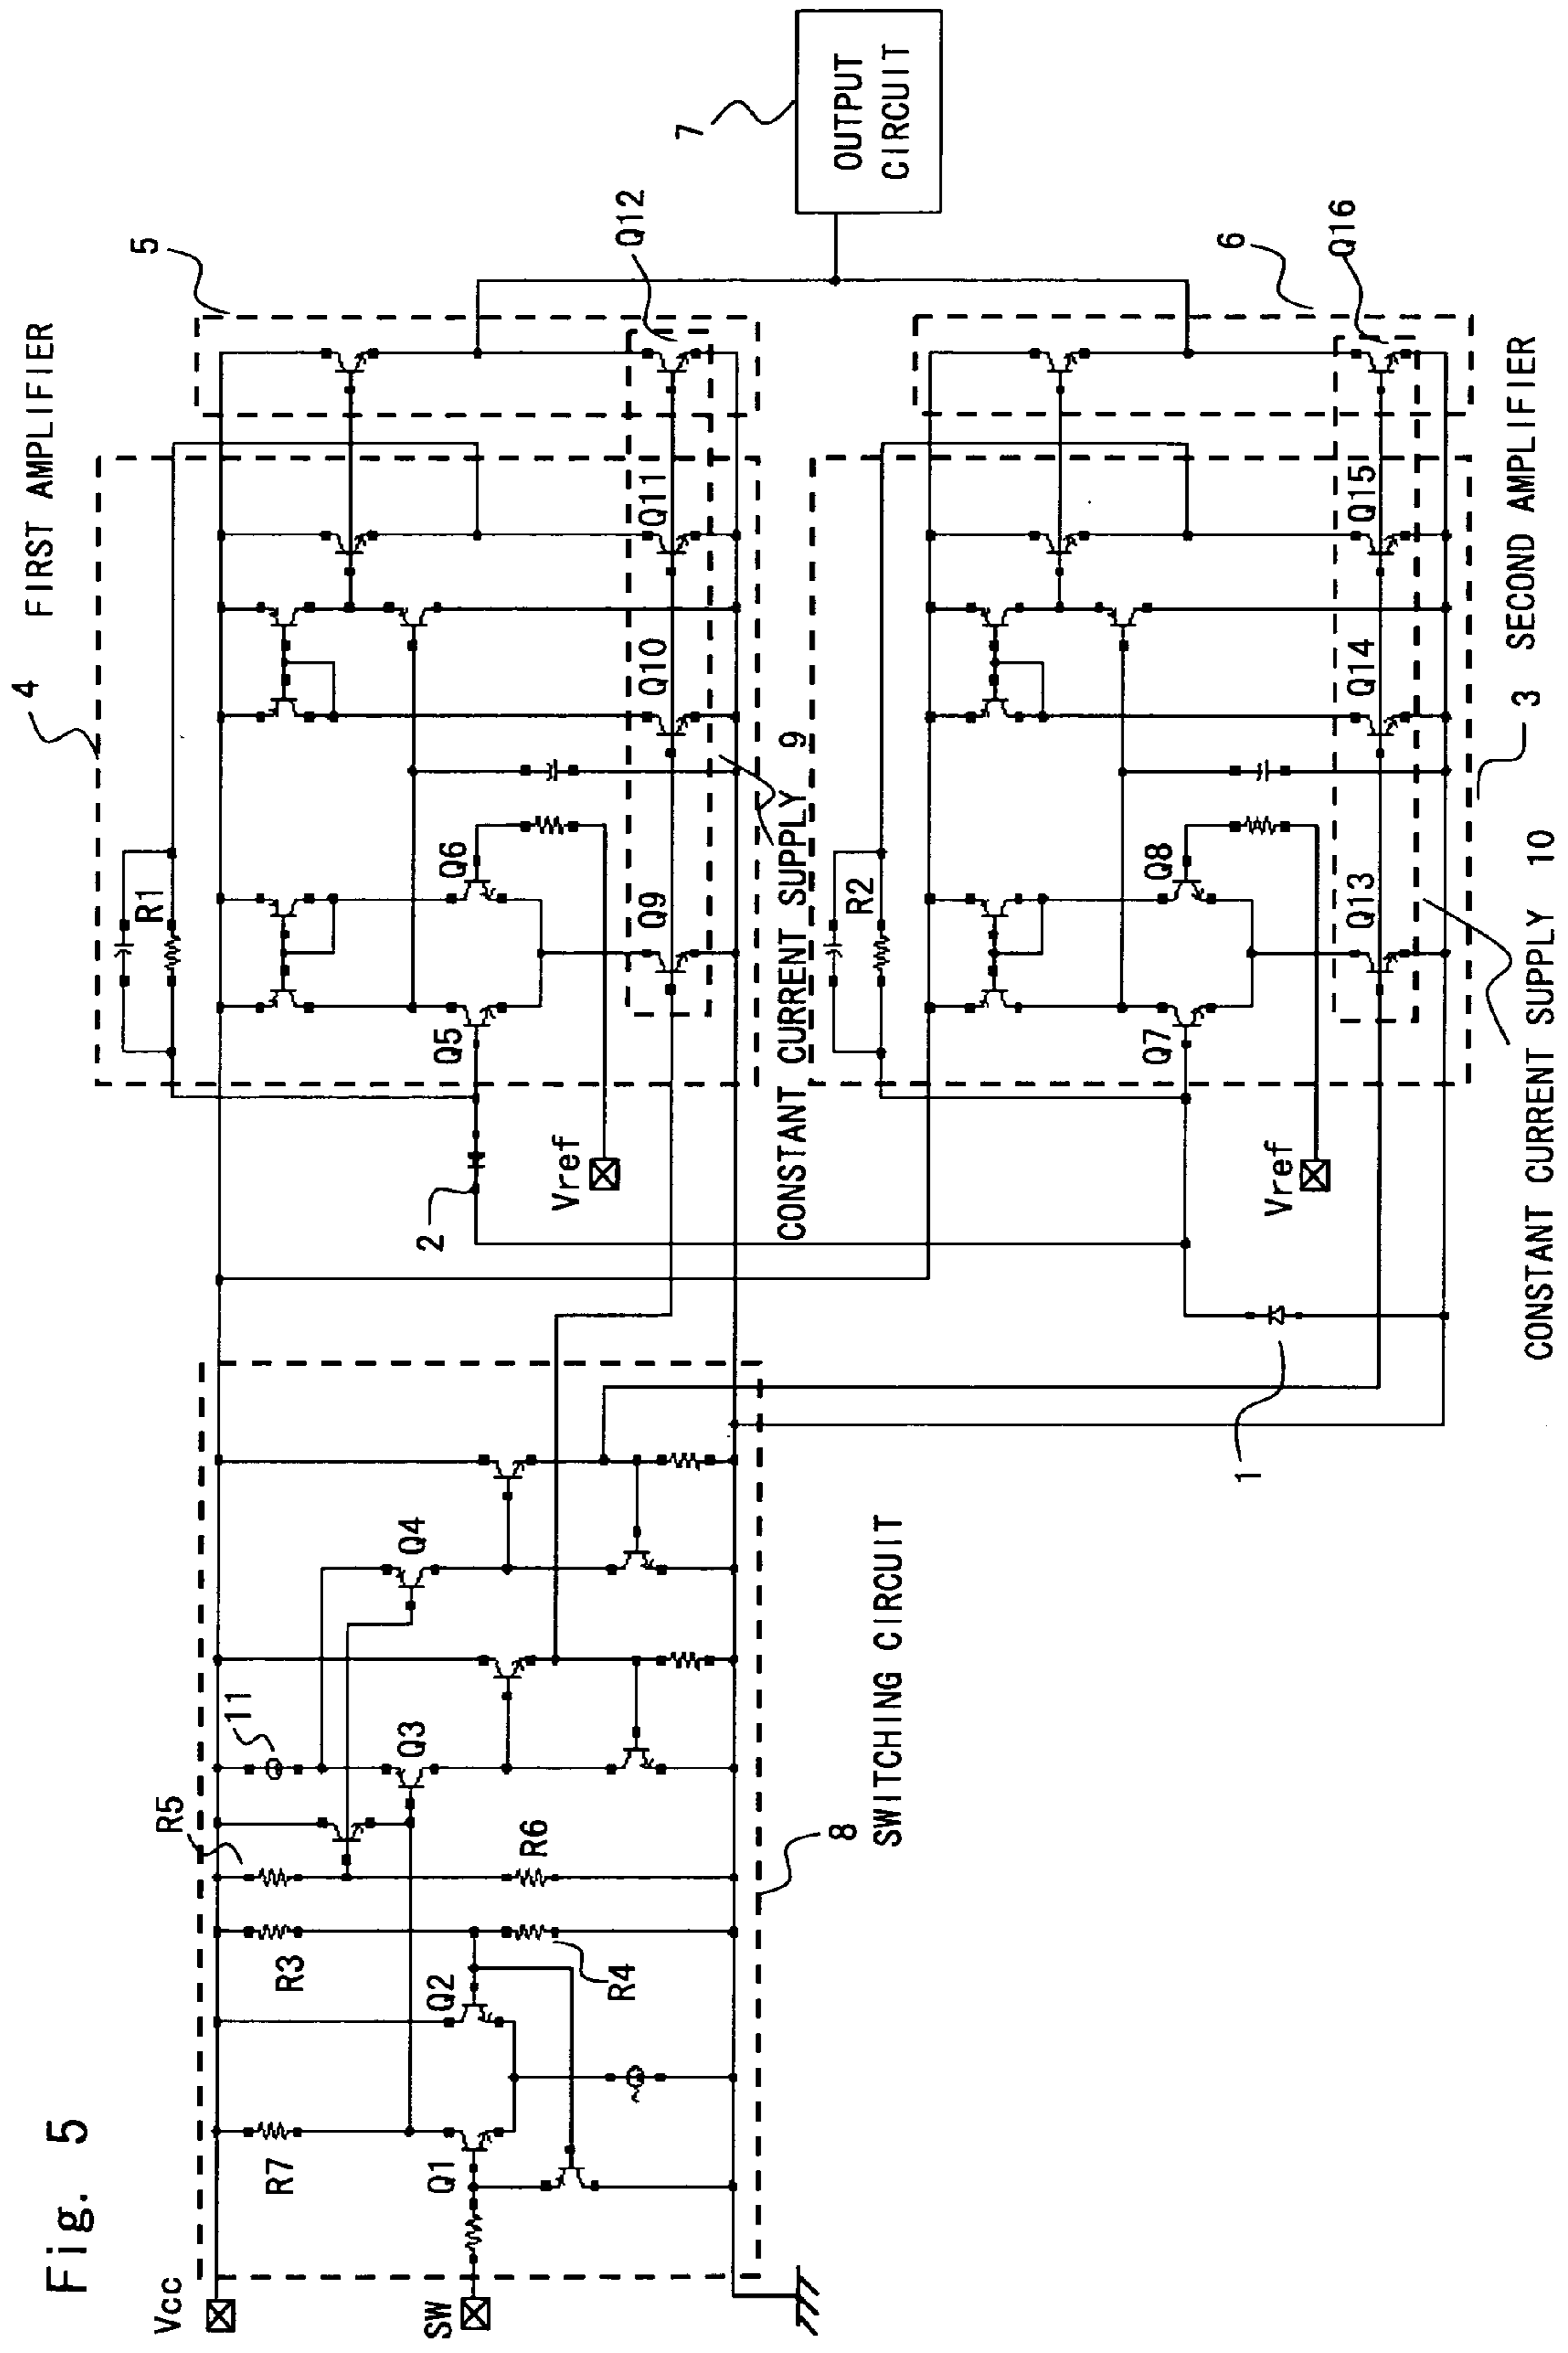 Fig. 5
Vcc
SW
R7
Q1
Q2
R3
R4
R5
R6
11
Q3
Q4
8
SWITCHING CIRCUIT
1
2
Vref
Vref
4
FIRST AMPLIFIER
R1
Q5
Q6
Q9
Q10
Q11
Q12
5
CONSTANT CURRENT SUPPLY 9
R2
Q7
Q8
Q13
Q14
Q15
Q16
6
CONSTANT CURRENT SUPPLY 10
3 SECOND AMPLIFIER
7
OUTPUT
CIRCUIT